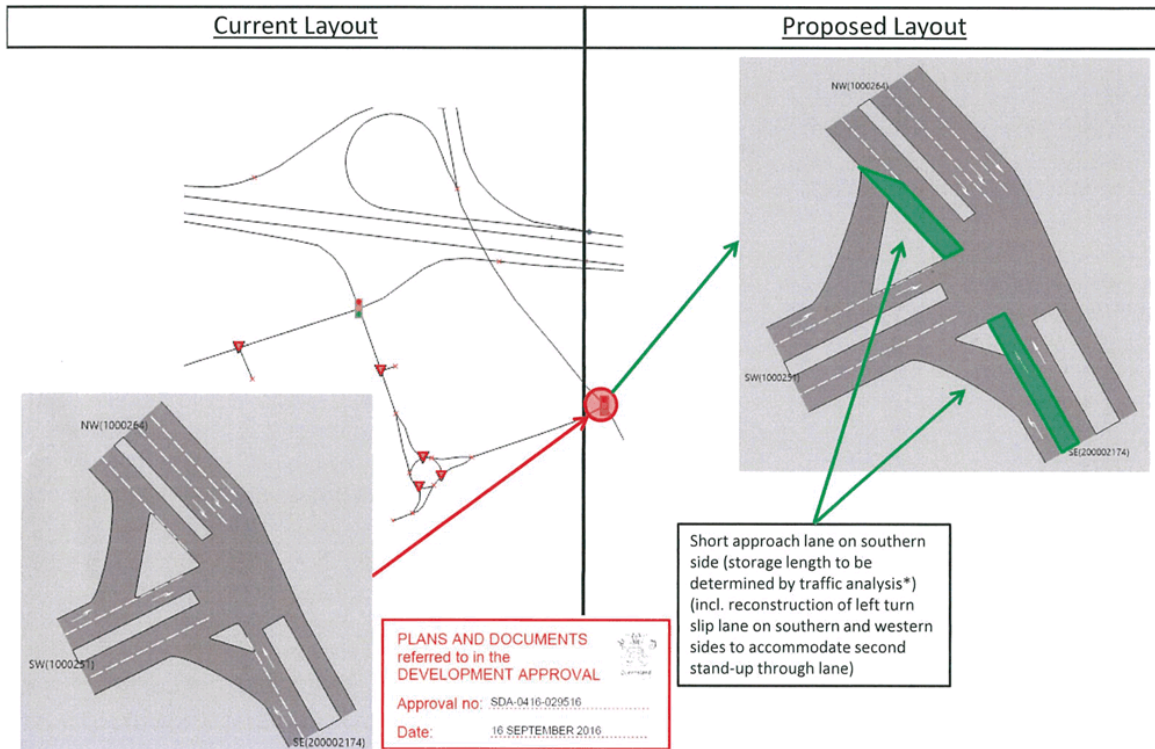 Current Layout
Proposed Layout
NW(1000264)
SW(1000251)
SE(200002174)
NW(1000264)
SW(1000251)
SE(200002174)
Short approach lane on southern
side (storage length to be
determined by traffic analysis*)
(incl. reconstruction of left turn
slip lane on southern and western
sides to accommodate second
stand-up through lane)
PLANS AND DOCUMENTS
referred to in the
DEVELOPMENT APPROVAL
Queensland
Approval no: SDA-0416-029516
Date: 16 SEPTEMBER 2016